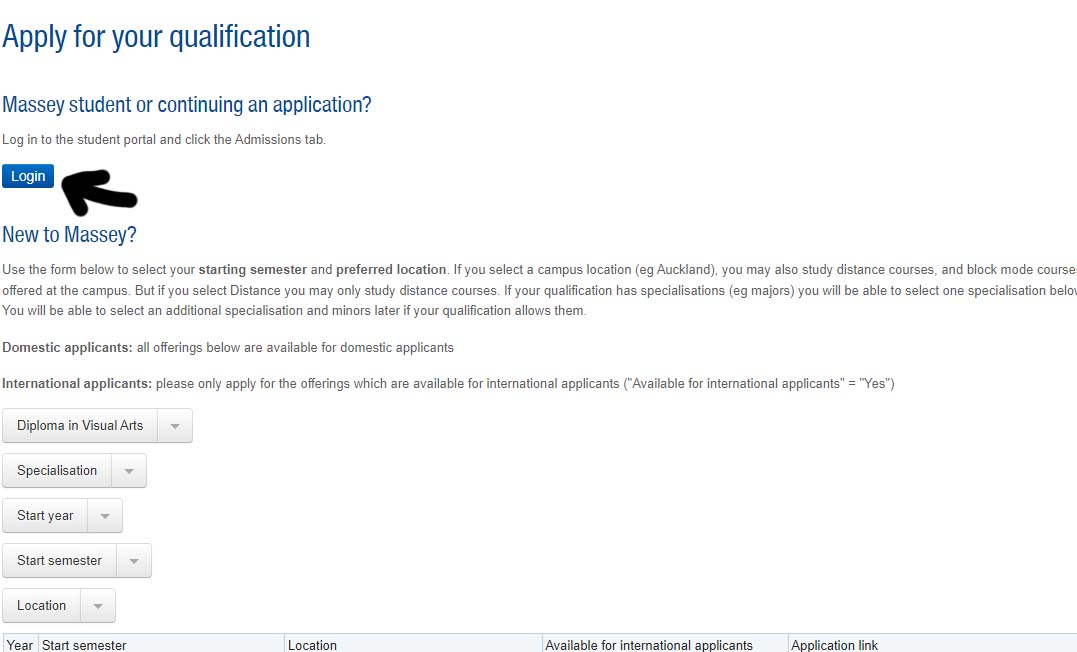 Apply for your qualification
Massey student or continuing an application?
Log in to the student portal and click the Admissions tab.
Login
New to Massey?
Use the form below to select your starting semester and preferred location. If you select a campus location (eg Auckland), you may also study distance courses, and block mode courses
offered at the campus. But if you select Distance you may only study distance courses. If your qualification has specialisations (eg majors) you will be able to select one specialisation
You will be able to select an additional specialisation and minors later if your qualification allows them.
Domestic applicants: all offerings below are available for domestic applicants
International applicants: please only apply for the offerings which are available for international applicants ("Available for international applicants" = "Yes")
Diploma in Visual Arts
Specialisation
Start year
Start semester
Location
Year Start semester Location Available for international applicants Application link